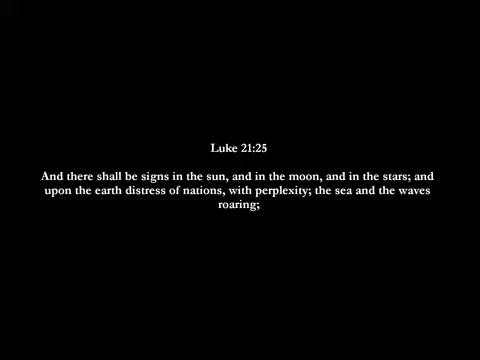 Luke 21:25
And there shall be signs in the sun, and in the moon, and in the stars; and
upon the earth distress of nations, with perplexity; the sea and the waves
roaring;